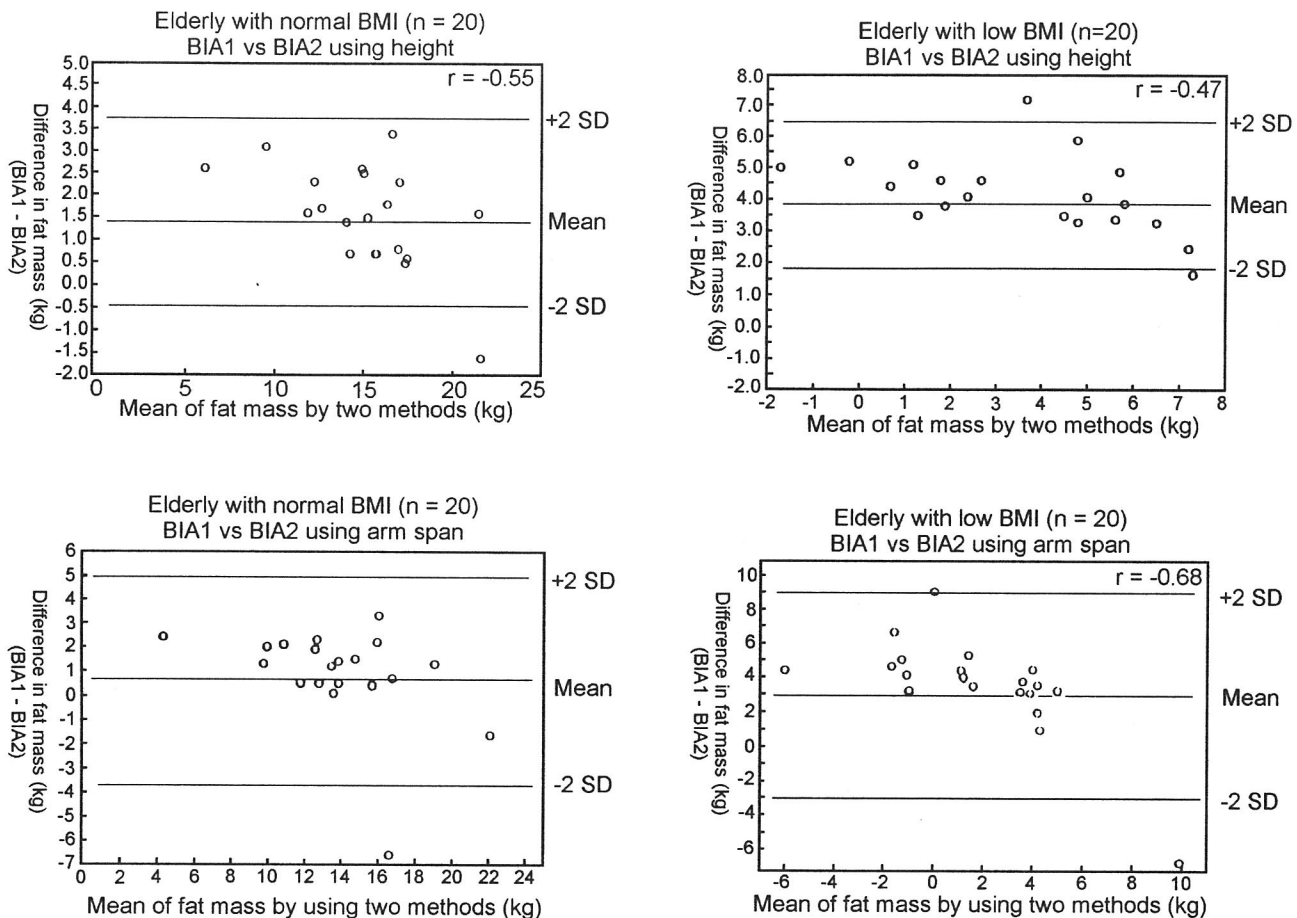 Elderly with normal BMI (n = 20)
BIA1 vs BIA2 using height
r = -0.55
Difference in fat mass (kg)
(BIA1 - BIA2)
5.0
4.5
4.0
3.5
3.0
2.5
2.0
1.5
1.0
0.5
0.0
-0.5
-1.0
-1.5
-2.0
+2 SD
Mean
-2 SD
0 5 10 15 20 25
Mean of fat mass by two methods (kg)
Elderly with low BMI (n=20)
BIA1 vs BIA2 using height
r = -0.47
Difference in fat mass (kg)
(BIA1 - BIA2)
8.0
7.0
6.0
5.0
4.0
3.0
2.0
1.0
0.0
-1.0
-2.0
+2 SD
Mean
-2 SD
-2 -1 0 1 2 3 4 5 6 7 8
Mean of fat mass by two methods (kg)
Elderly with normal BMI (n = 20)
BIA1 vs BIA2 using arm span
Difference in fat mass (kg)
(BIA1 - BIA2)
6
5
4
3
2
1
0
-1
-2
-3
-4
-5
-6
-7
+2 SD
Mean
-2 SD
0 2 4 6 8 10 12 14 16 18 20 22 24
Mean of fat mass by using two methods (kg)
Elderly with low BMI (n = 20)
BIA1 vs BIA2 using arm span
r = -0.68
Difference in fat mass (kg)
(BIA1 - BIA2)
10
8
6
4
2
0
-2
-4
-6
+2 SD
Mean
-2 SD
-6 -4 -2 0 2 4 6 8 10
Mean of fat mass by using two methods (kg)